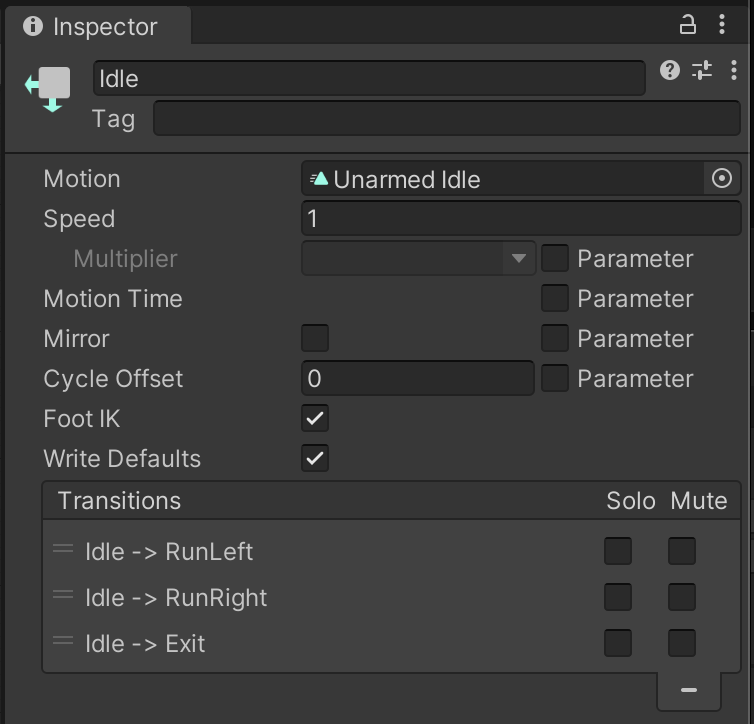 Inspector
Idle
Tag
Motion Unarmed Idle
Speed 1
Multiplier Parameter
Motion Time Parameter
Mirror Parameter
Cycle Offset 0 Parameter
Foot IK
Write Defaults
Transitions Solo Mute
Idle -> RunLeft
Idle -> RunRight
Idle -> Exit